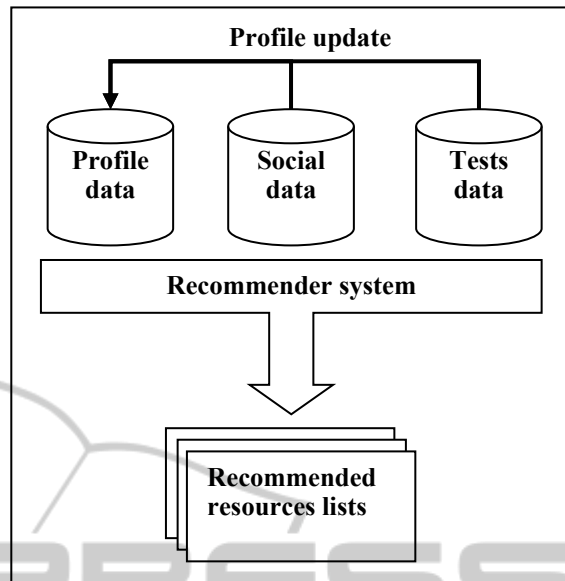 Profile update
Profile
data
Social
data
Tests
data
Recommender system
Recommended
resources lists